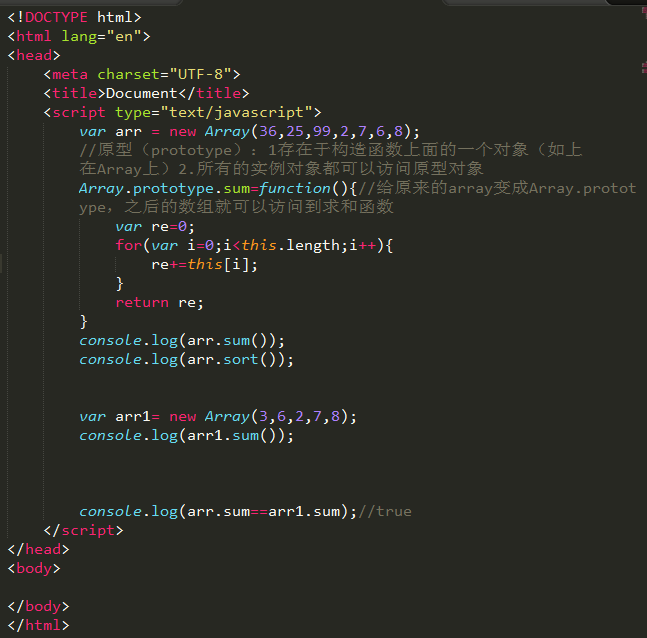 <!DOCTYPE html>
<html lang="en">
<head>
    <meta charset="UTF-8">
    <title>Document</title>
    <script type="text/javascript">
        var arr = new Array(36,25,99,2,7,6,8);
        //原型（prototype）：1存在于构造函数上面的一个对象（如上
        在Array上）2.所有的实例对象都可以访问原型对象
        Array.prototype.sum=function(){//给原来的array变成Array.protot
        ype，之后的数组就可以访问到求和函数
            var re=0;
            for(var i=0;i<this.length;i++){
                re+=this[i];
            }
            return re;
        }
        console.log(arr.sum());
        console.log(arr.sort());
        var arr1= new Array(3,6,2,7,8);
        console.log(arr1.sum());
        console.log(arr.sum==arr1.sum);//true
    </script>
</head>
<body>
</body>
</html>